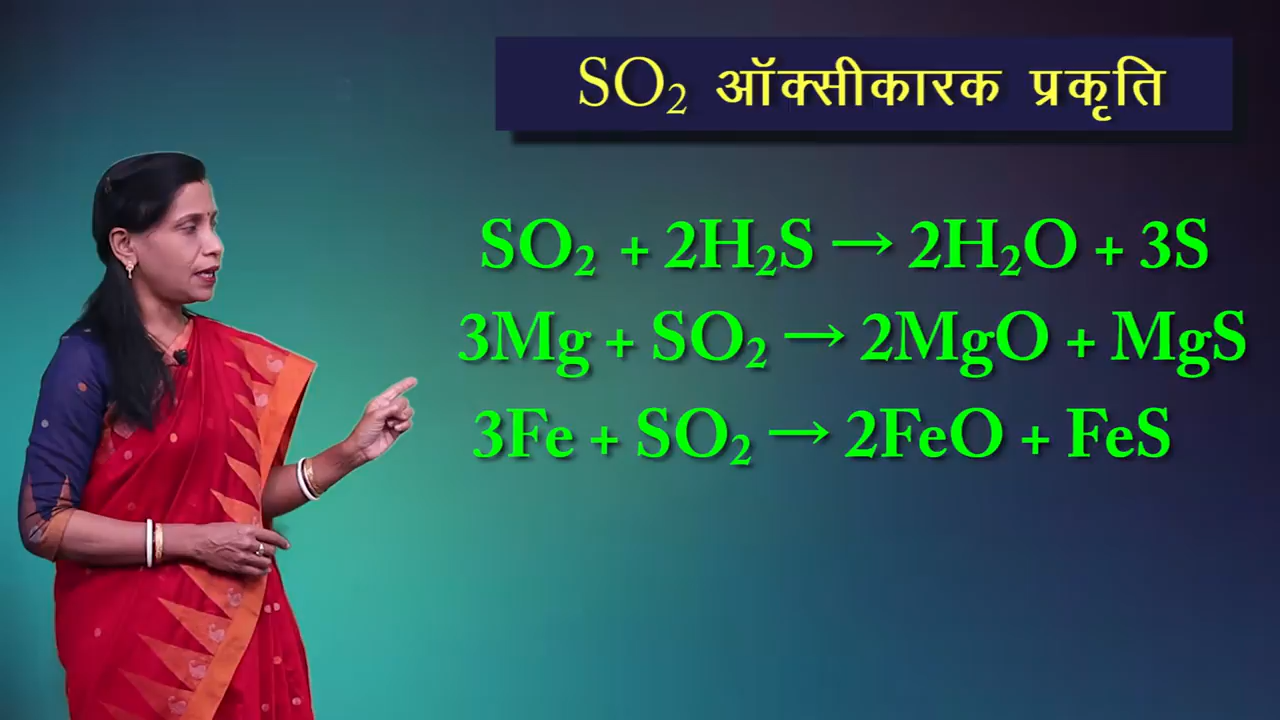 SO₂ ऑक्सीकारक प्रकृति
SO₂ + 2H₂S → 2H₂O + 3S
3Mg + SO₂ → 2MgO + MgS
3Fe + SO₂ → 2FeO + FeS